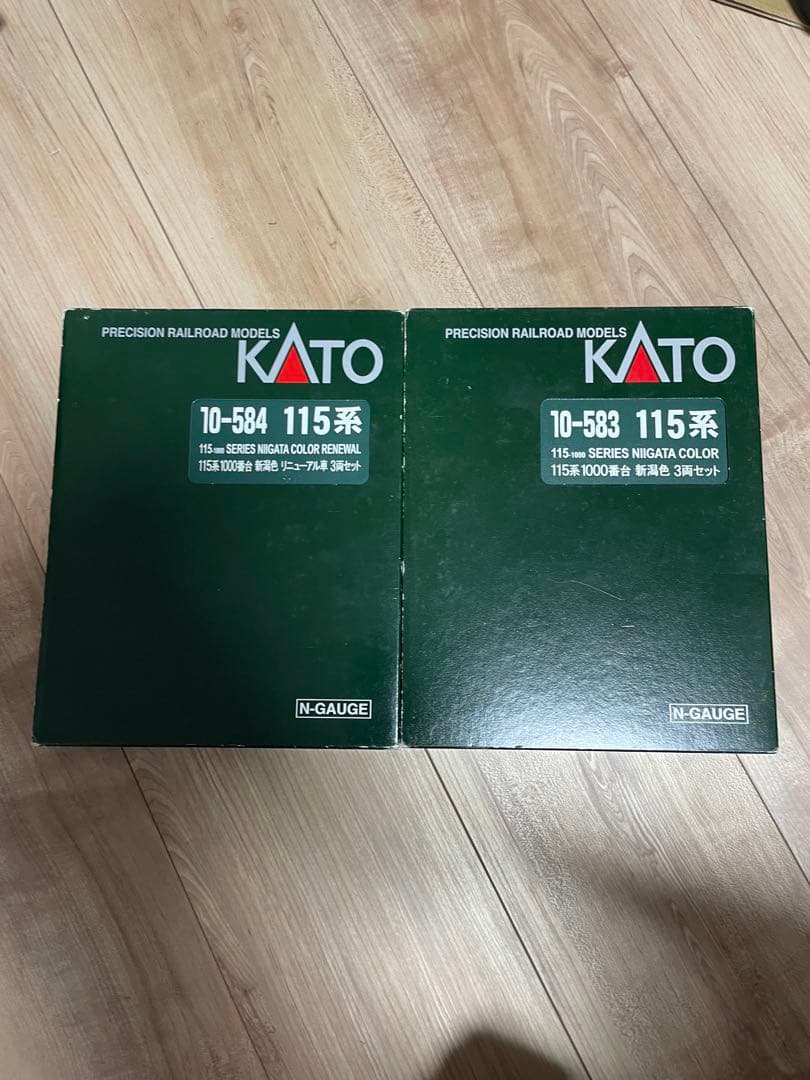 PRECISION RAILROAD MODELS
KATO
10-584 115系
115-1000 SERIES NIIGATA COLOR RENEWAL
115系1000番台 新潟色 リニューアル車 3両セット
N-GAUGE
PRECISION RAILROAD MODELS
KATO
10-583 115系
115-1000 SERIES NIIGATA COLOR
115系1000番台 新潟色 3両セット
N-GAUGE